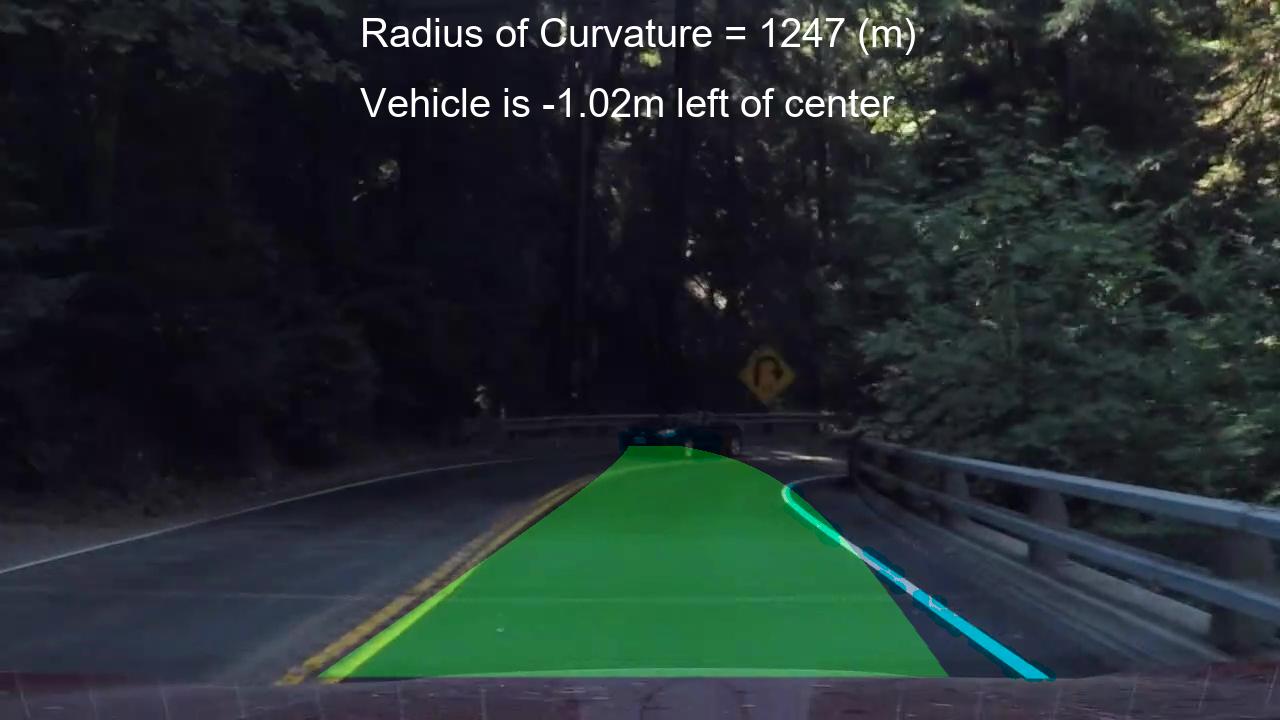 Radius of Curvature = 1247 (m)
Vehicle is -1.02m left of center